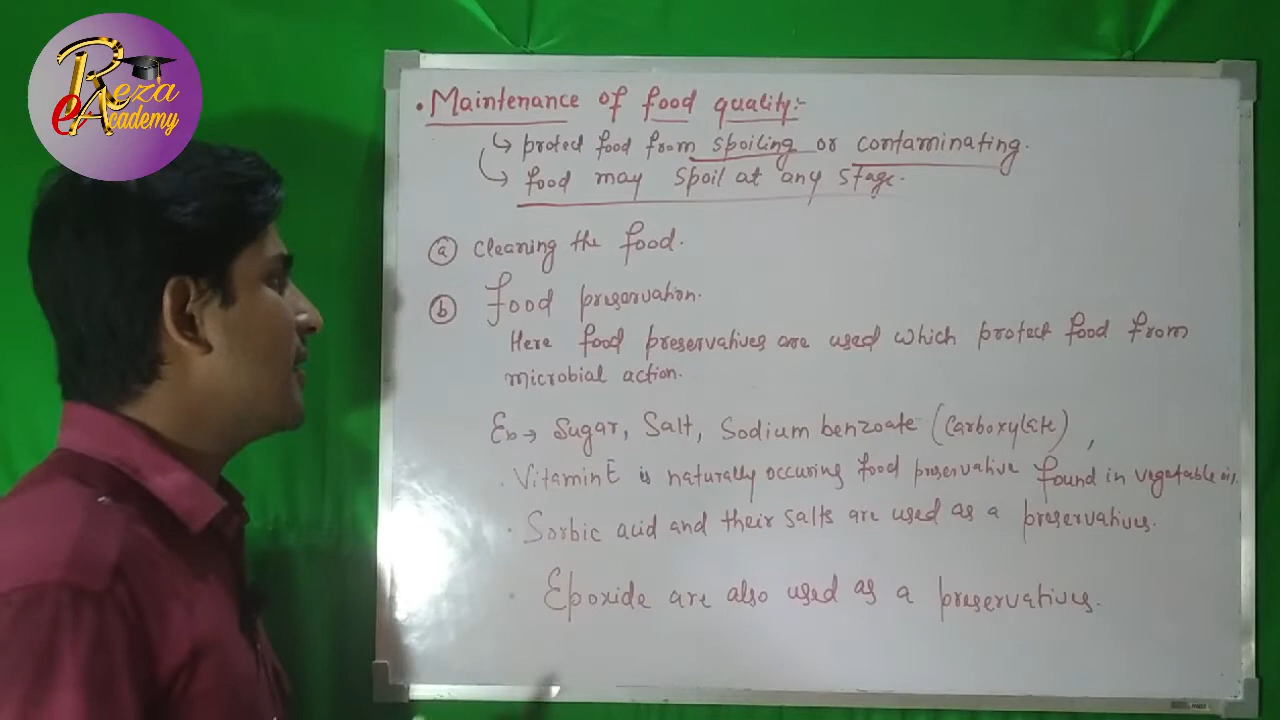 Reza
eAcademy
• Maintenance of food quality:-
↳ protect food from spoiling or contaminating.
↳ food may spoil at any stage.
(a) Cleaning the food.
(b) Food preservation.
Here food preservatives are used which protect food from
microbial action.
Ex → Sugar, Salt, Sodium benzoate (Carboxylate),
• Vitamin E is naturally occuring food preservative found in vegetable oils.
• Sorbic acid and their salts are used as a preservatives.
• Epoxide are also used as a preservatives.